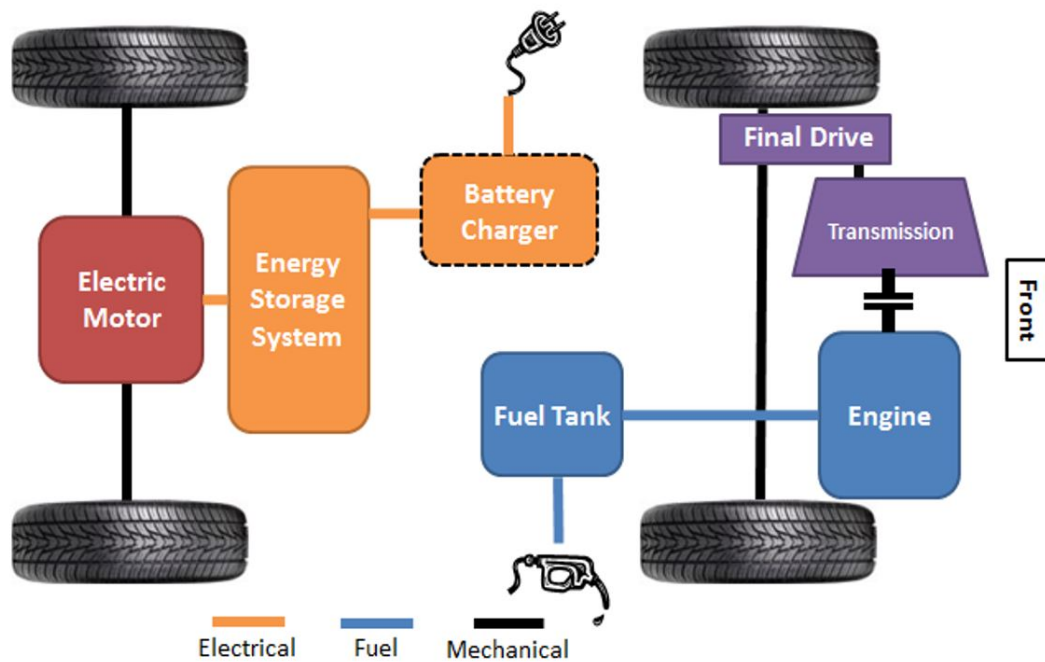 Final Drive
Battery
Charger
Transmission
Energy
Storage
System
Electric
Motor
Front
Fuel Tank
Engine
Electrical
Fuel
Mechanical